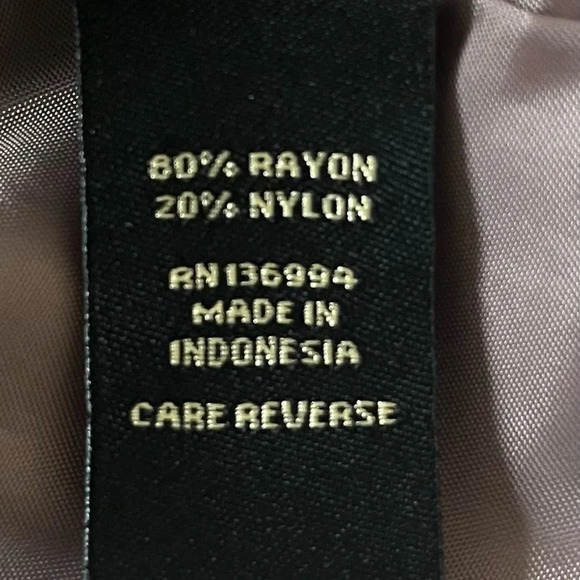 80% RAYON
20% NYLON
RN136994
MADE IN
INDONESIA
CARE REVERSE